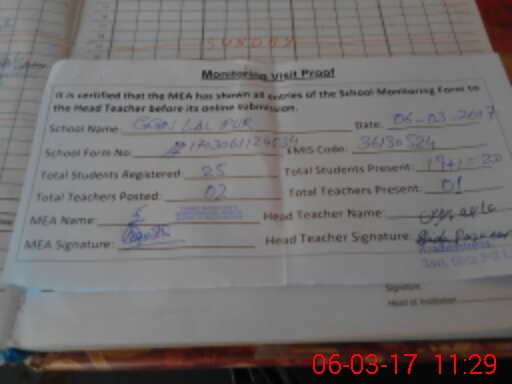 SUNDAY
Monitoring Visit Proof
It is certified that the MEA has shown all entries of the School Monitoring Form to
the Head Teacher before its online submission.
School Name: GGPS LAL PUR Date: 06-03-2017
School Form No: EMIS Code: 36130524
Total Students Registered: 25 Total Students Present: 19+1=20
Total Teachers Posted: 02 Total Teachers Present: 01
MEA Name: Head Teacher Name:
MEA Signature: Head Teacher Signature:
Signature
Head of Institution
06-03-17 11:29